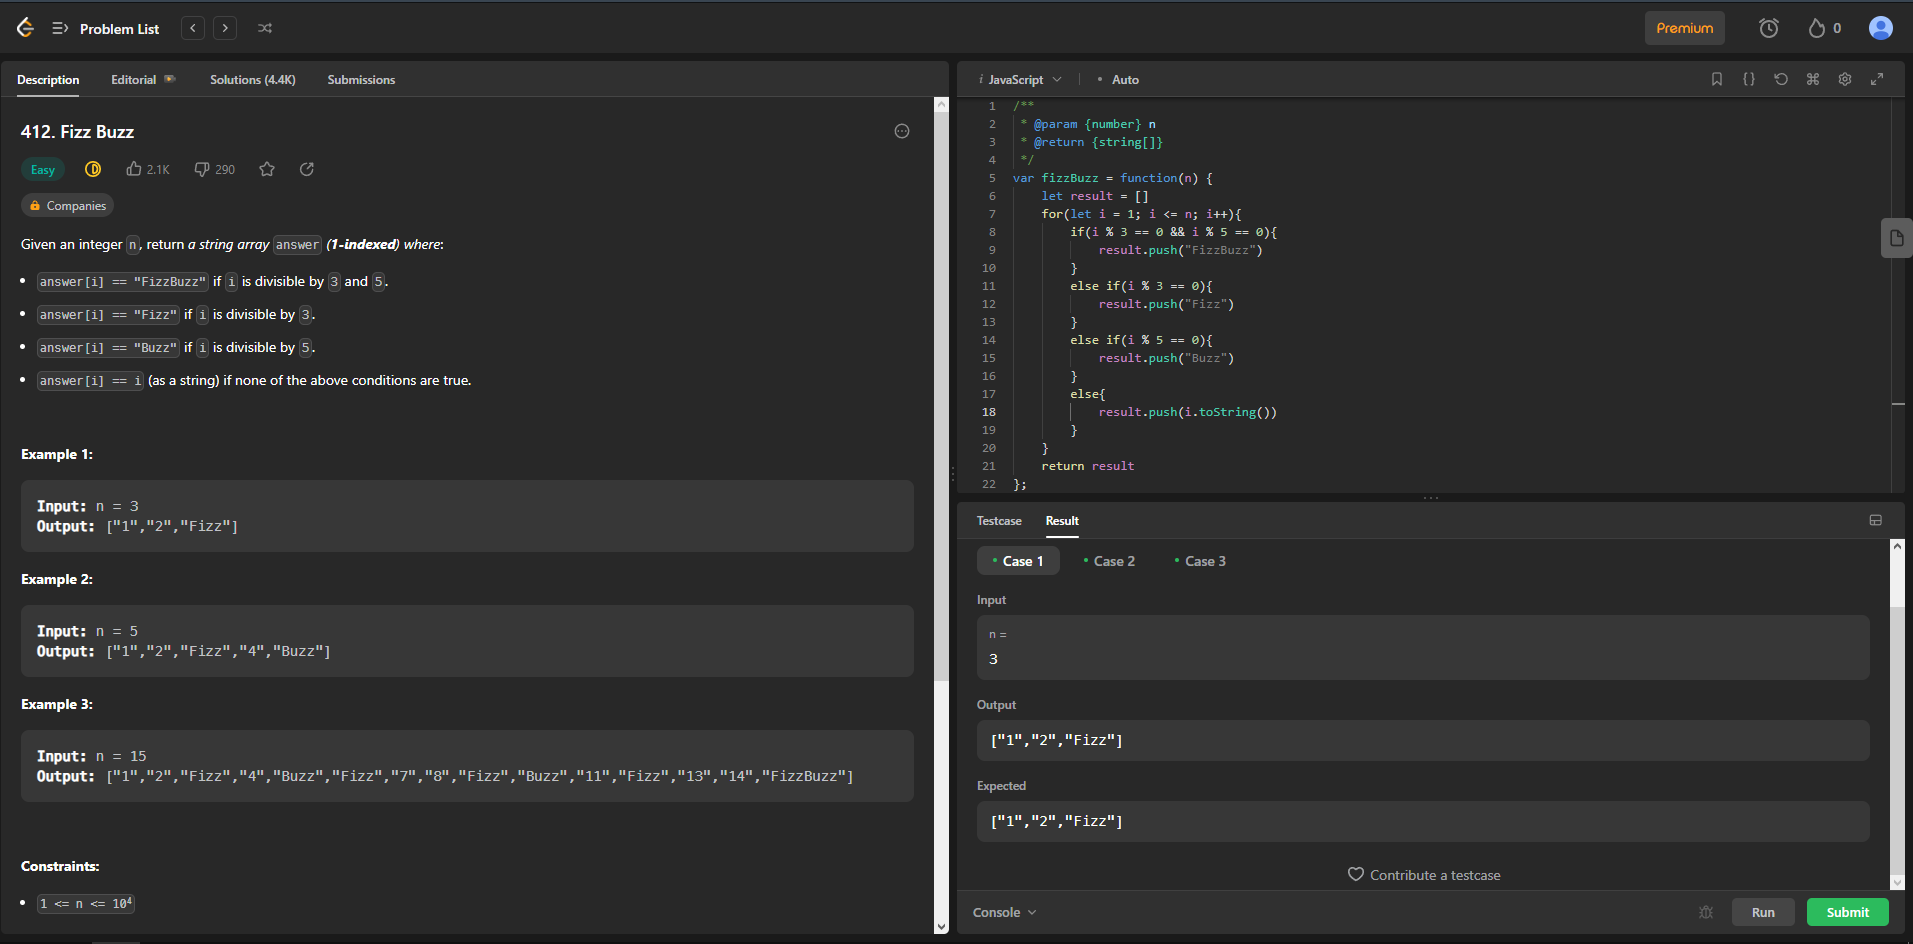 Problem List
Premium
0
Description Editorial Solutions (4.4K) Submissions
412. Fizz Buzz
Easy 2.1K 290
Companies
Given an integer n, return a string array answer (1-indexed) where:
answer[i] == "FizzBuzz" if i is divisible by 3 and 5.
answer[i] == "Fizz" if i is divisible by 3.
answer[i] == "Buzz" if i is divisible by 5.
answer[i] == i (as a string) if none of the above conditions are true.
Example 1:
Input: n = 3
Output: ["1","2","Fizz"]
Example 2:
Input: n = 5
Output: ["1","2","Fizz","4","Buzz"]
Example 3:
Input: n = 15
Output: ["1","2","Fizz","4","Buzz","Fizz","7","8","Fizz","Buzz","11","Fizz","13","14","FizzBuzz"]
Constraints:
1 <= n <= 10⁴
i JavaScript • Auto
1 /**
2  * @param {number} n
3  * @return {string[]}
4  */
5 var fizzBuzz = function(n) {
6     let result = []
7     for(let i = 1; i <= n; i++){
8         if(i % 3 == 0 && i % 5 == 0){
9             result.push("FizzBuzz")
10         }
11         else if(i % 3 == 0){
12             result.push("Fizz")
13         }
14         else if(i % 5 == 0){
15             result.push("Buzz")
16         }
17         else{
18             result.push(i.toString())
19         }
20     }
21     return result
22 };
Testcase Result
Case 1 Case 2 Case 3
Input
n =
3
Output
["1","2","Fizz"]
Expected
["1","2","Fizz"]
Contribute a testcase
Console Run Submit